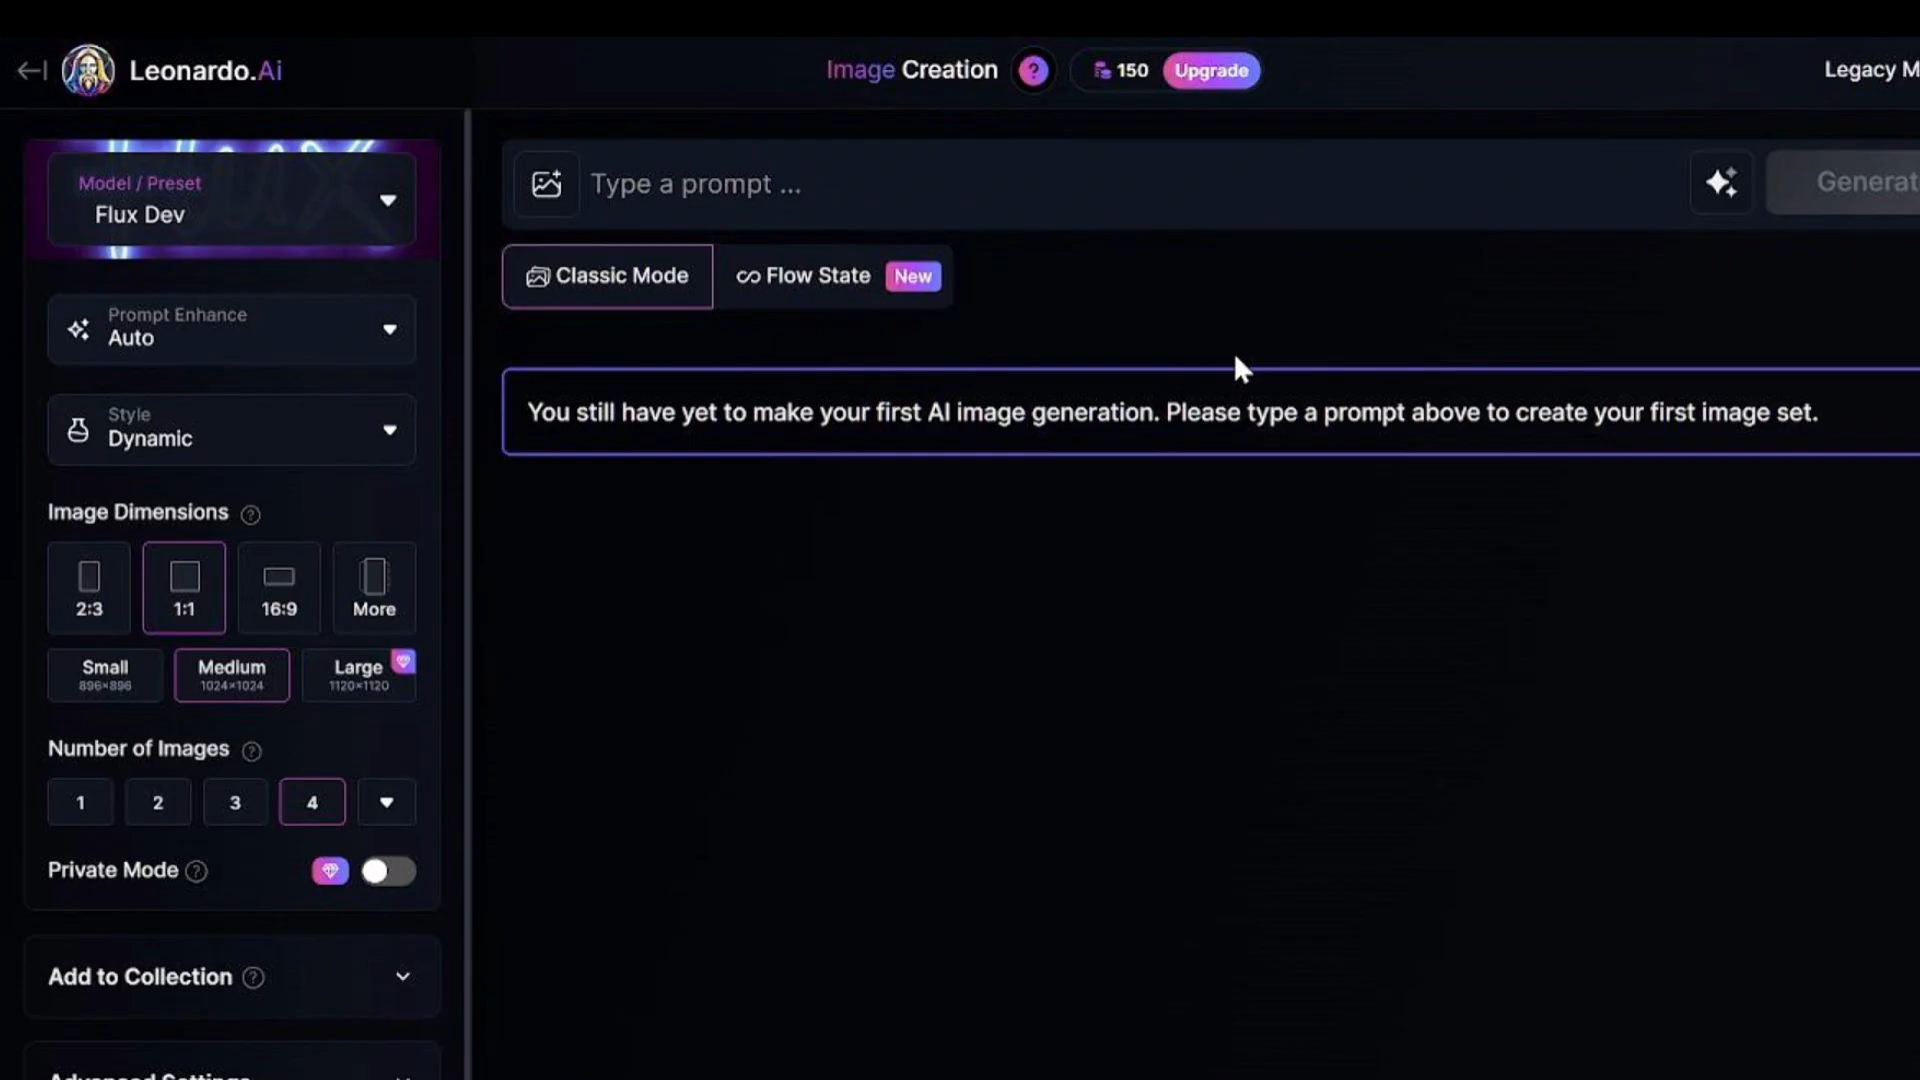 Leonardo.Ai
Image Creation
?
150
Upgrade
Legacy M
Model / Preset
Flux Dev
Type a prompt ...
Generat
Classic Mode
Flow State
New
Prompt Enhance
Auto
You still have yet to make your first AI image generation. Please type a prompt above to create your first image set.
Style
Dynamic
Image Dimensions ?
2:3
1:1
16:9
More
Small
896×896
Medium
1024×1024
Large
1120×1120
Number of Images ?
1
2
3
4
Private Mode ?
Add to Collection ?
Advanced Settings